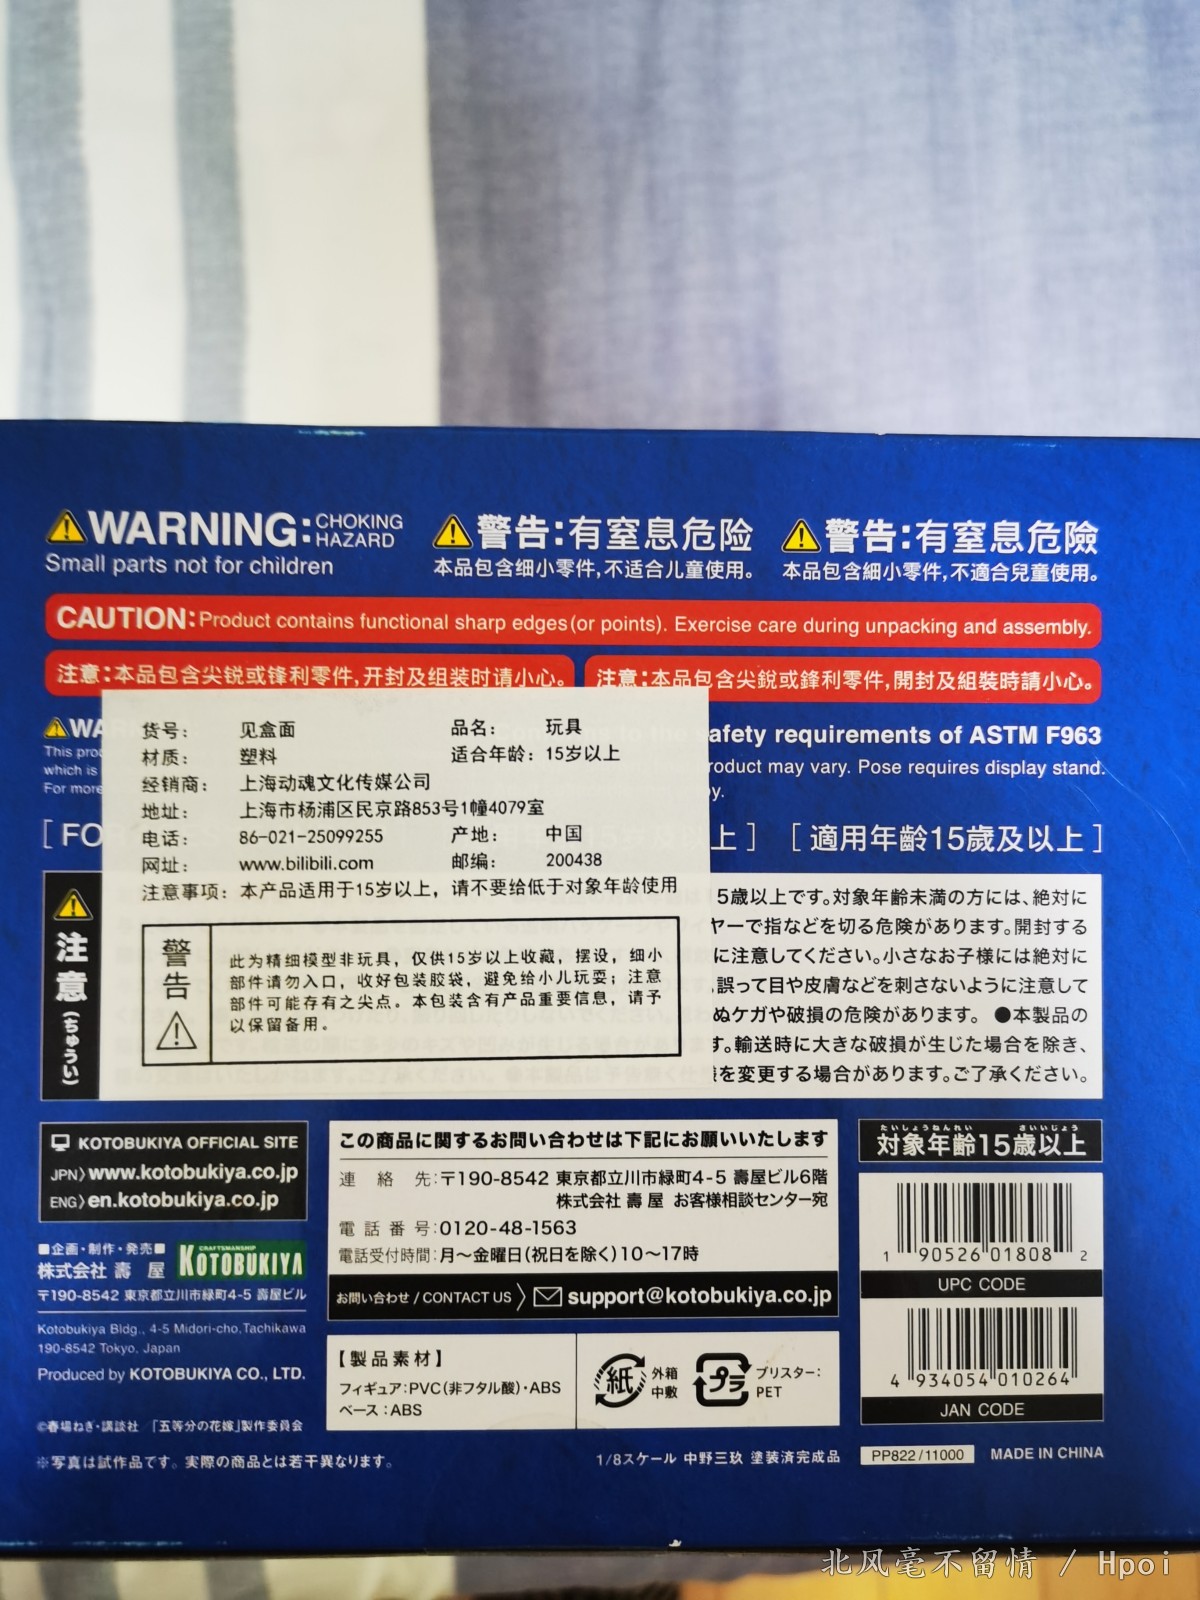 WARNING: CHOKING HAZARD
Small parts not for children
警告:有窒息危险
本品包含细小零件,不适合儿童使用。
警告:有窒息危險
本品包含細小零件,不適合兒童使用。
CAUTION: Product contains functional sharp edges(or points). Exercise care during unpacking and assembly.
注意:本品包含尖锐或锋利零件,开封及组装时请小心。
注意:本品包含尖銳或鋒利零件,開封及組裝時請小心。
afety requirements of ASTM F963
This
which is
roduct may vary. Pose requires display stand.
For more
[ FO
上 ]
[ 適用年齡15歲及以上 ]
货号: 见盒面 品名: 玩具
材质: 塑料 适合年龄: 15岁以上
经销商: 上海动魂文化传媒公司
地址: 上海市杨浦区民京路853号1幢4079室
电话: 86-021-25099255 产地: 中国
网址: www.bilibili.com 邮编: 200438
注意事项: 本产品适用于15岁以上，请不要给低于对象年龄使用
警告
此为精细模型非玩具，仅供15岁以上收藏，摆设，细小
部件请勿入口，收好包装胶袋，避免给小儿玩耍；注意
部件可能存有之尖点。本包装含有产品重要信息，请予
以保留备用。
注意(ちゅうい)
5歳以上です。対象年齢未満の方には、絶対に
ヤーで指などを切る危険があります。開封する
に注意してください。小さなお子様には絶対に
誤って目や皮膚などを刺さないように注意して
ぬケガや破損の危険があります。 ●本製品の
す。輸送時に大きな破損が生じた場合を除き、
を変更する場合があります。ご了承ください。
KOTOBUKIYA OFFICIAL SITE
JPN〉www.kotobukiya.co.jp
ENG〉en.kotobukiya.co.jp
■企画・制作・発売■
株式会社 壽 屋
CRAFTSMANSHIP
KOTOBUKIYA
〒190-8542 東京都立川市緑町4-5 壽屋ビル
Kotobukiya Bldg., 4-5 Midori-cho,Tachikawa
190-8542 Tokyo, Japan
Produced by KOTOBUKIYA CO., LTD.
©春場ねぎ・講談社／「五等分の花嫁」製作委員会
※写真は試作品です。実際の商品とは若干異なります。
この商品に関するお問い合わせは下記にお願いいたします
連 絡 先:〒190-8542 東京都立川市緑町4-5 壽屋ビル6階
株式会社 壽 屋 お客様相談センター宛
電話番号:0120-48-1563
電話受付時間:月〜金曜日(祝日を除く)10〜17時
お問い合わせ / CONTACT US 〉 support@kotobukiya.co.jp
【製品素材】
フィギュア:PVC(非フタル酸)・ABS
ベース:ABS
紙
外箱
中敷
プラ
ブリスター:
PET
1/8スケール 中野三玖 塗装済完成品
たいしょうねんれい さいいじょう
対象年齢15歳以上
1 90526 01808 2
UPC CODE
4 934054 010264
JAN CODE
PP822/11000
MADE IN CHINA
北风毫不留情 / Hpoi